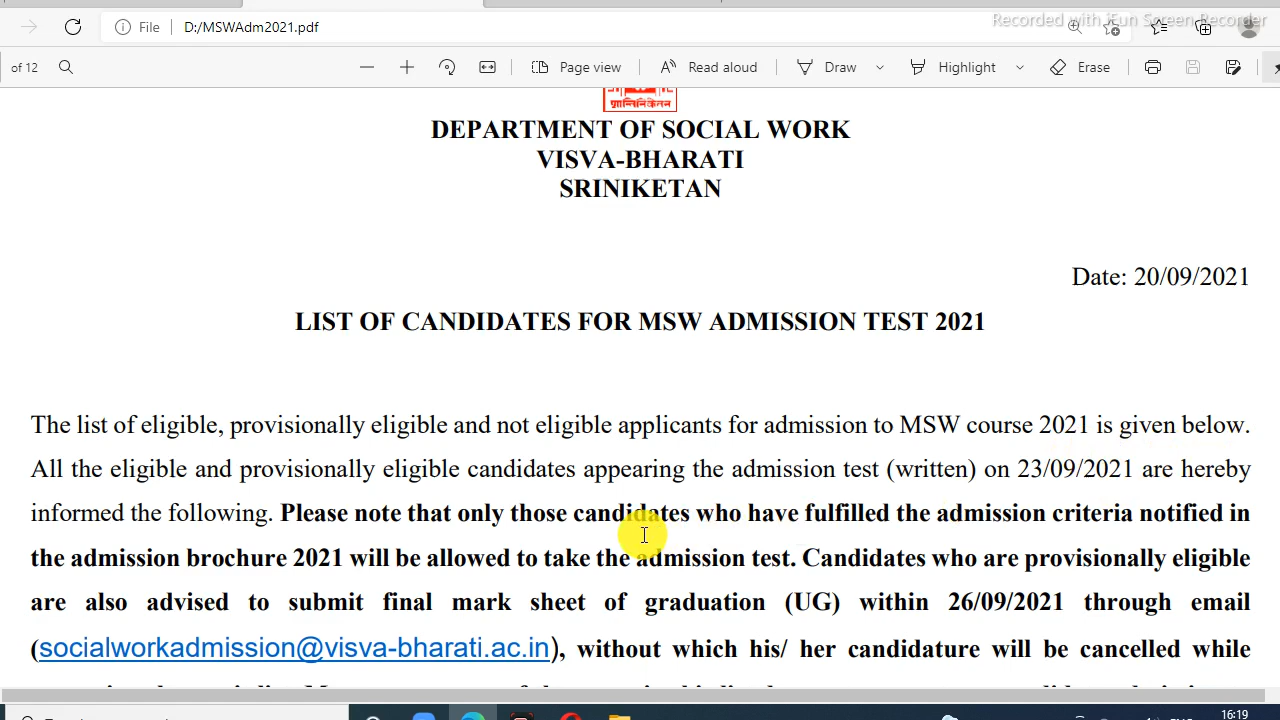 Recorded with iFun Screen Recorder
File D:/MSWAdm2021.pdf
of 12 Page view Read aloud Draw Highlight Erase
शान्तिनिकेतन
DEPARTMENT OF SOCIAL WORK
VISVA-BHARATI
SRINIKETAN
Date: 20/09/2021
LIST OF CANDIDATES FOR MSW ADMISSION TEST 2021
The list of eligible, provisionally eligible and not eligible applicants for admission to MSW course 2021 is given below.
All the eligible and provisionally eligible candidates appearing the admission test (written) on 23/09/2021 are hereby
informed the following. Please note that only those candidates who have fulfilled the admission criteria notified in
the admission brochure 2021 will be allowed to take the admission test. Candidates who are provisionally eligible
are also advised to submit final mark sheet of graduation (UG) within 26/09/2021 through email
(socialworkadmission@visva-bharati.ac.in), without which his/ her candidature will be cancelled while
16:19